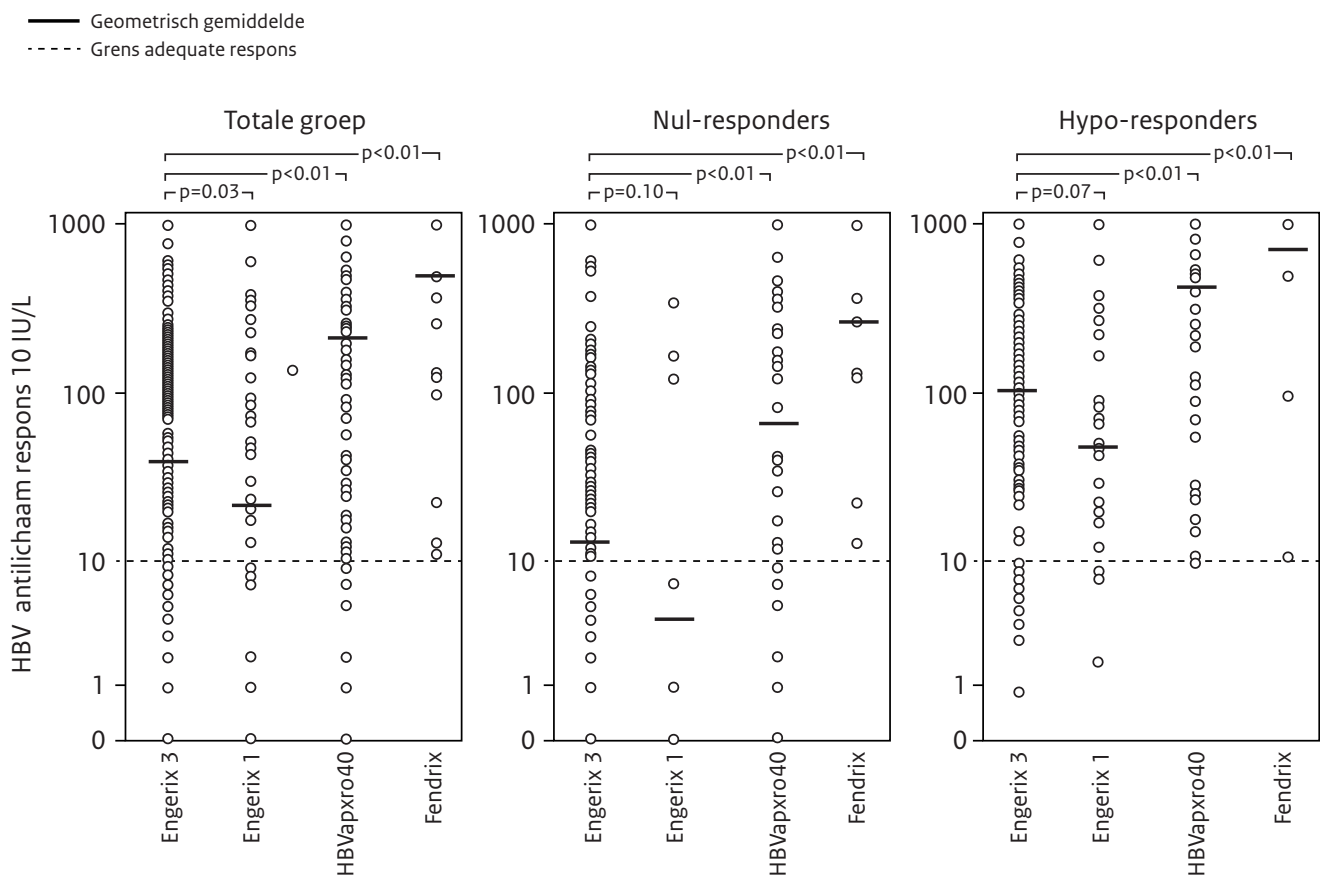 Geometrisch gemiddelde
Grens adequate respons
Totale groep
Nul-responders
Hypo-responders
p<0.01
p<0.01
p=0.03
p<0.01
p<0.01
p=0.10
p<0.01
p<0.01
p=0.07
HBV antilichaam respons 10 IU/L
1000
100
10
1
0
Engerix 3
Engerix 1
HBVapxro40
Fendrix
1000
100
10
1
0
Engerix 3
Engerix 1
HBVapxro40
Fendrix
1000
100
10
1
0
Engerix 3
Engerix 1
HBVapxro40
Fendrix